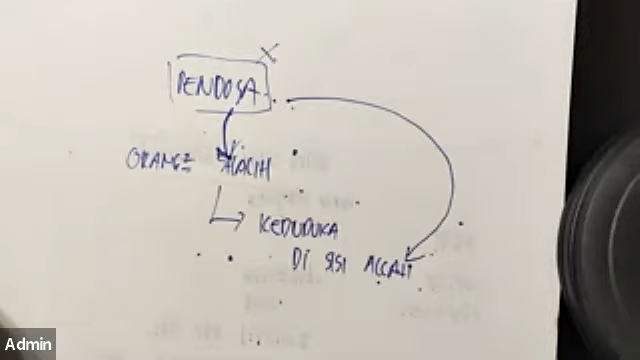 X
PENDOSA
ORANG2
KEDUDUKA
DI SISI ALLAH
Admin